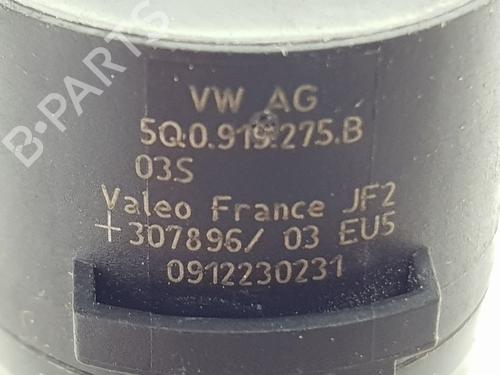 B-PARTS
VW AG
5Q0.919.275.B
03S
Valeo France JF2
+307896/ 03 EU5
0912230231